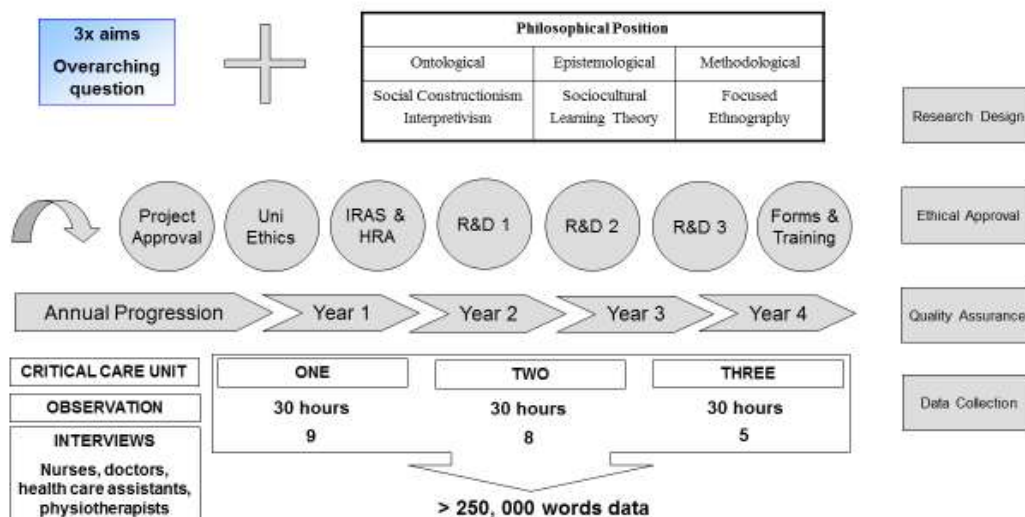 3x aims
Overarching
question
Philosophical Position
Ontological
Epistemological
Methodological
Social Constructionism
Interpretivism
Sociocultural
Learning Theory
Focused
Ethnography
Research Design
Project
Approval
Uni
Ethics
IRAS &
HRA
R&D 1
R&D 2
R&D 3
Forms &
Training
Ethical Approval
Annual Progression
Year 1
Year 2
Year 3
Year 4
Quality Assurance
CRITICAL CARE UNIT
ONE
TWO
THREE
OBSERVATION
30 hours
30 hours
30 hours
INTERVIEWS
9
8
5
Nurses, doctors,
health care assistants,
physiotherapists
> 250, 000 words data
Data Collection